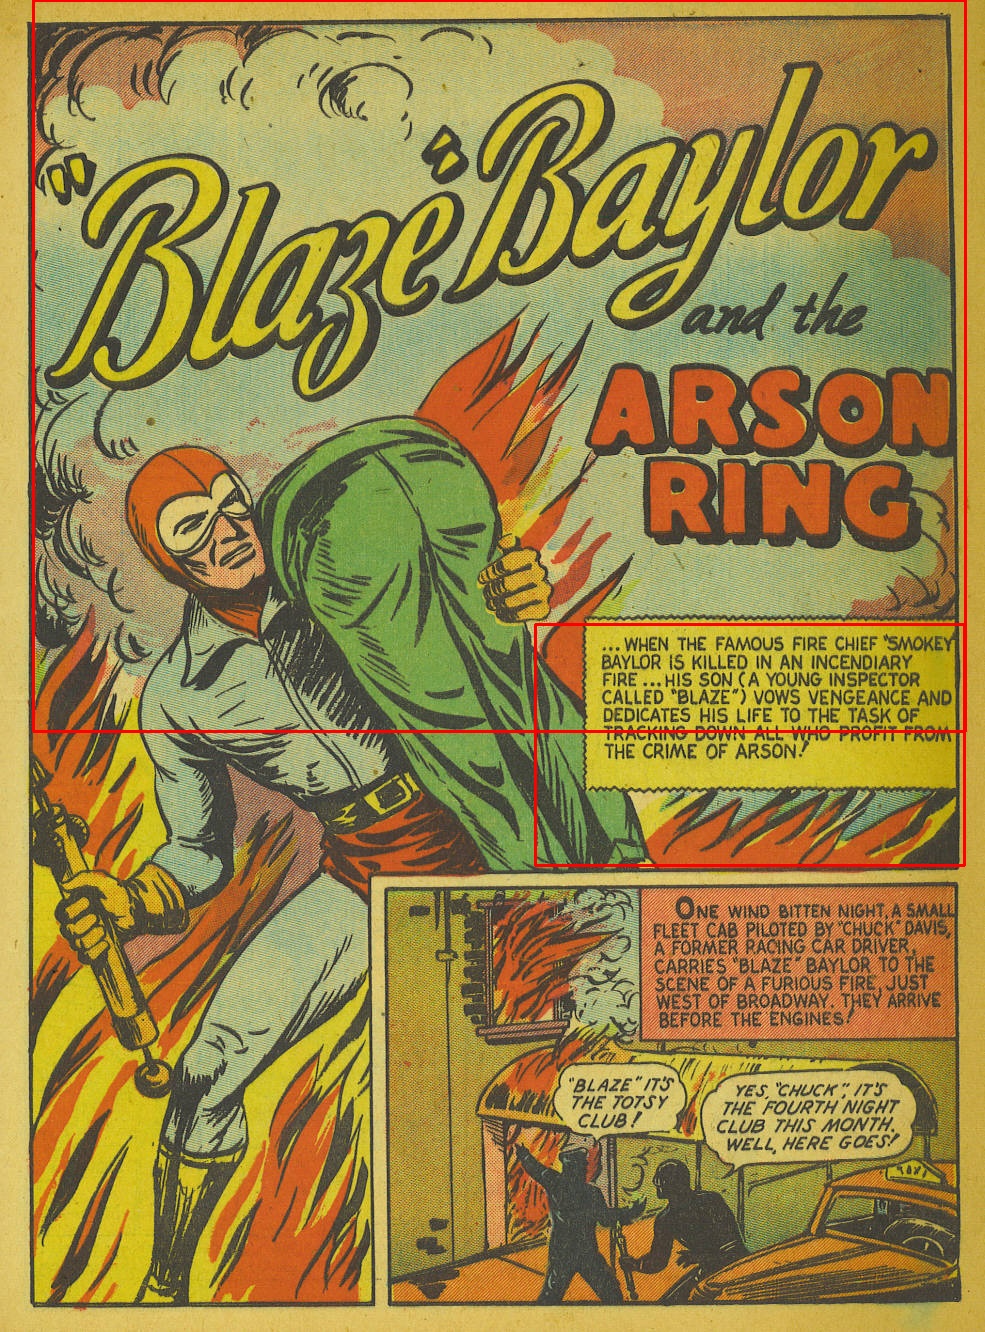 "Blaze" Baylor
and the
ARSON
RING
...WHEN THE FAMOUS FIRE CHIEF "SMOKEY
BAYLOR IS KILLED IN AN INCENDIARY
FIRE...HIS SON (A YOUNG INSPECTOR
CALLED "BLAZE") VOWS VENGEANCE AND
DEDICATES HIS LIFE TO THE TASK OF
TRACKING DOWN ALL WHO PROFIT FROM
THE CRIME OF ARSON!
ONE WIND BITTEN NIGHT, A SMALL
FLEET CAB PILOTED BY "CHUCK" DAVIS,
A FORMER RACING CAR DRIVER,
CARRIES "BLAZE" BAYLOR TO THE
SCENE OF A FURIOUS FIRE, JUST
WEST OF BROADWAY. THEY ARRIVE
BEFORE THE ENGINES!
"BLAZE" IT'S
THE TOTSY
CLUB!
YES, "CHUCK", IT'S
THE FOURTH NIGHT
CLUB THIS MONTH.
WELL, HERE GOES!